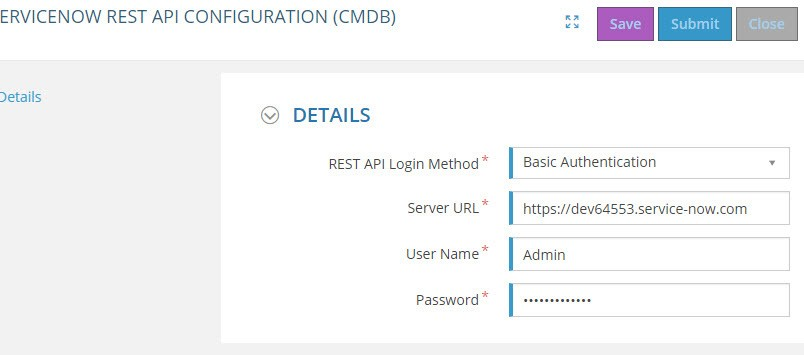 ERVICENOW REST API CONFIGURATION (CMDB)
Save Submit Close
Details
DETAILS
REST API Login Method* Basic Authentication
Server URL* https://dev64553.service-now.com
User Name* Admin
Password* •••••••••••••